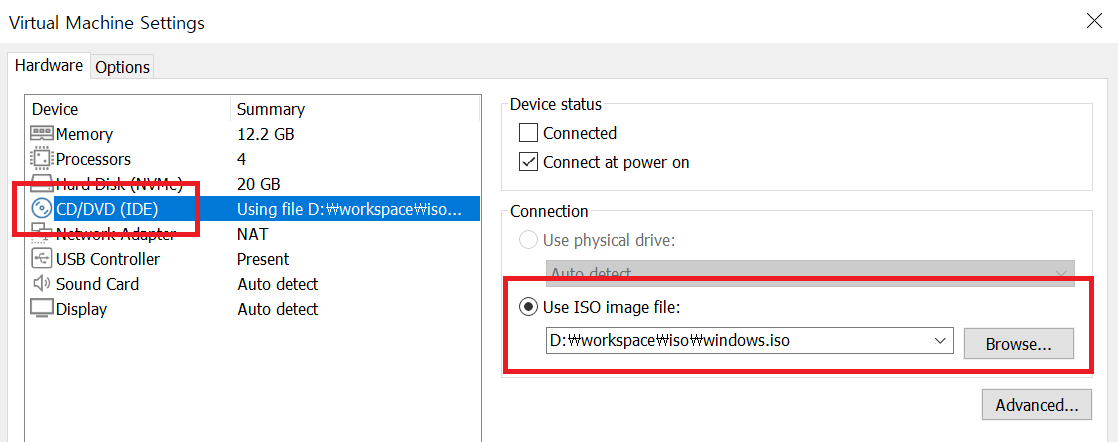 Virtual Machine Settings
Hardware Options
Device Summary
Memory 12.2 GB
Processors 4
Hard Disk (NVMe) 20 GB
CD/DVD (IDE) Using file D:₩workspace₩iso...
Network Adapter NAT
USB Controller Present
Sound Card Auto detect
Display Auto detect
Device status
Connected
Connect at power on
Connection
Use physical drive:
Auto detect
Use ISO image file:
D:₩workspace₩iso₩windows.iso
Browse...
Advanced...